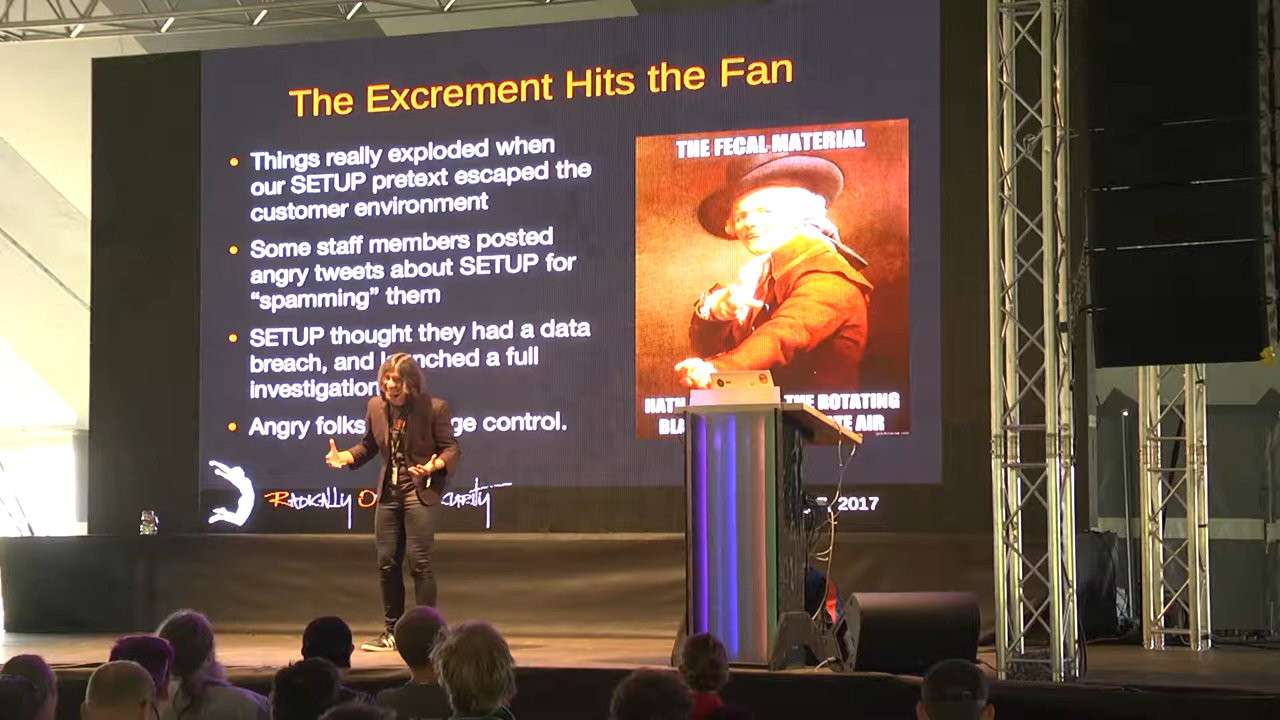 The Excrement Hits the Fan
Things really exploded when
our SETUP pretext escaped the
customer environment
Some staff members posted
angry tweets about SETUP for
“spamming” them
SETUP thought they had a data
breach, and a full
investigation
Angry folks control.
THE FECAL MATERIAL
THE ROTATING
AIR
RADICALLY
2017